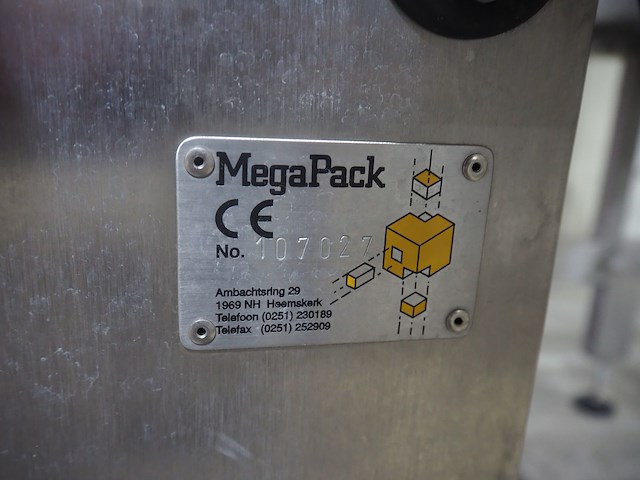 MegaPack
CE
No. 107027
Ambachtsring 29
1969 NH Heemskerk
Telefoon (0251) 230189
Telefax (0251) 252909